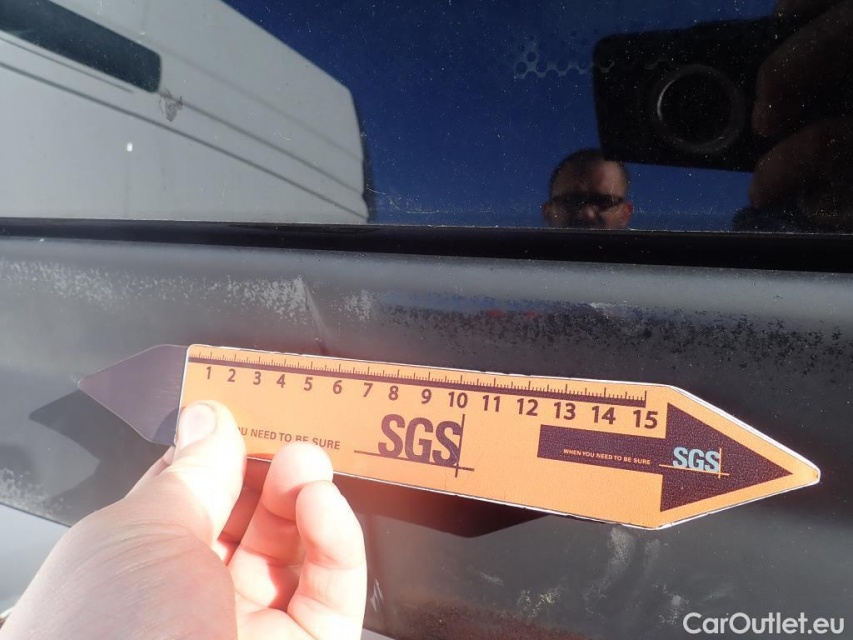 1 2 3 4 5 6 7 8 9 10 11 12 13 14 15
YOU NEED TO BE SURE
SGS
WHEN YOU NEED TO BE SURE
SGS
CarOutlet.eu